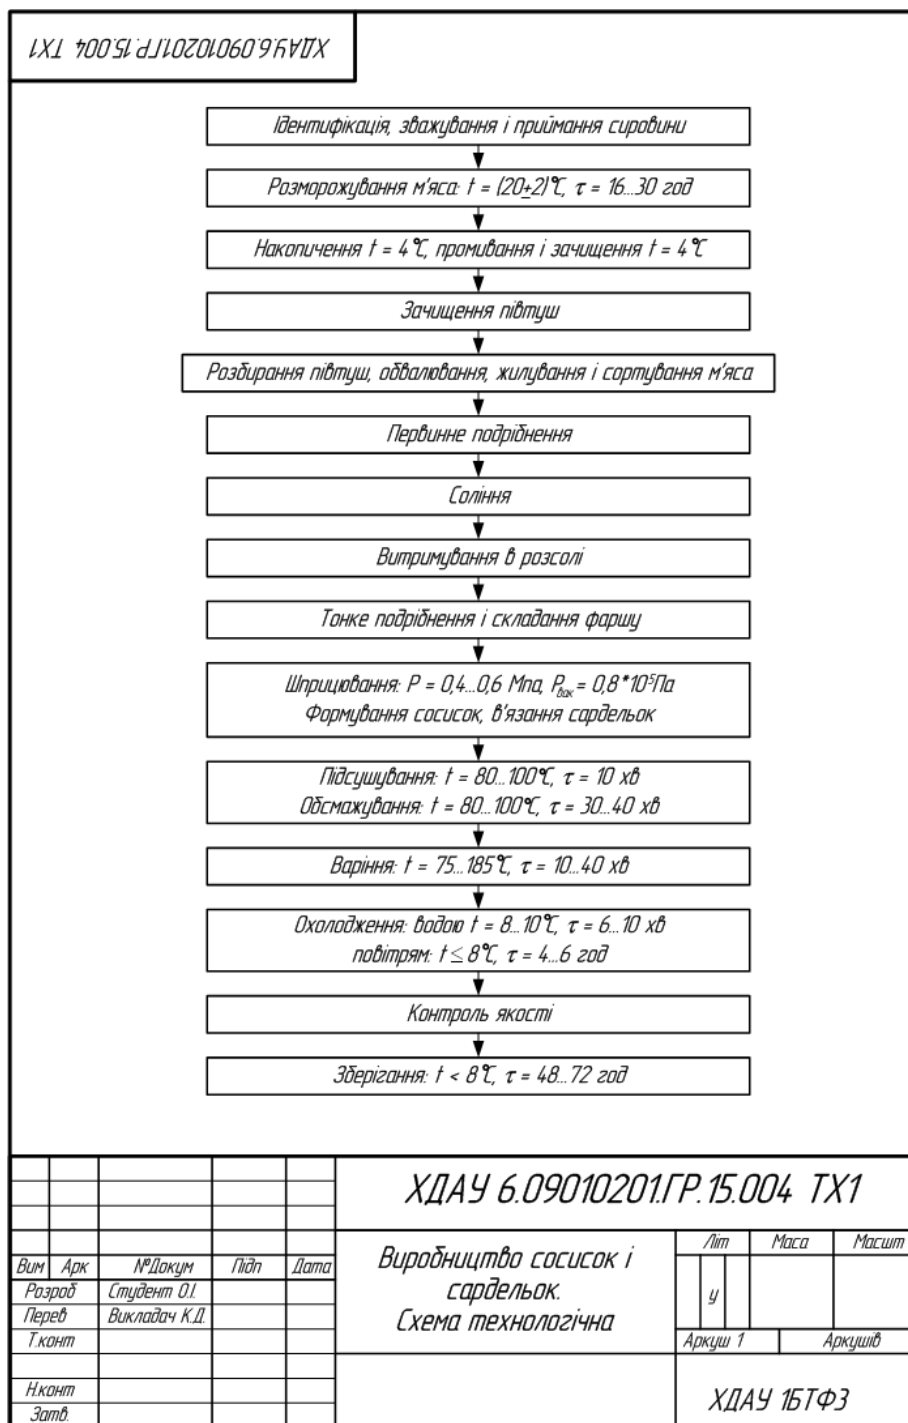 ХДАУ.6.09010201.ГР.15.004 ТХ1
Ідентифікація, зважування і приймання сировини
Розморожування м'яса: t = (20±2)°С, τ = 16...30 год
Накопичення t = 4°С, промивання і зачищення t = 4°С
Зачищення півтуш
Розбирання півтуш, обвалювання, жилування і сортування м'яса
Первинне подрібнення
Соління
Витримування в розсолі
Тонке подрібнення і складання фаршу
Шприцювання: Р = 0,4...0,6 Мпа, Рвак = 0,8*10⁵Па
Формування сосисок, в'язання сардельок
Підсушування: t = 80...100°С, τ = 10 хв
Обсмажування: t = 80...100°С, τ = 30...40 хв
Варіння: t = 75...185°С, τ = 10...40 хв
Охолодження: водою t = 8...10°С, τ = 6...10 хв
повітрям: t ≤ 8°С, τ = 4...6 год
Контроль якості
Зберігання: t < 8°С, τ = 48...72 год
ХДАУ 6.09010201.ГР.15.004 ТХ1
Вим Арк №Докум Підп Дата
Розроб Студент О.І.
Перев Викладач К.Д.
Т.конт
Н.конт
Затв.
Виробництво сосисок і
сардельок.
Схема технологічна
Літ Маса Масшт
у
Аркуш 1 Аркушів
ХДАУ 1БТФ3